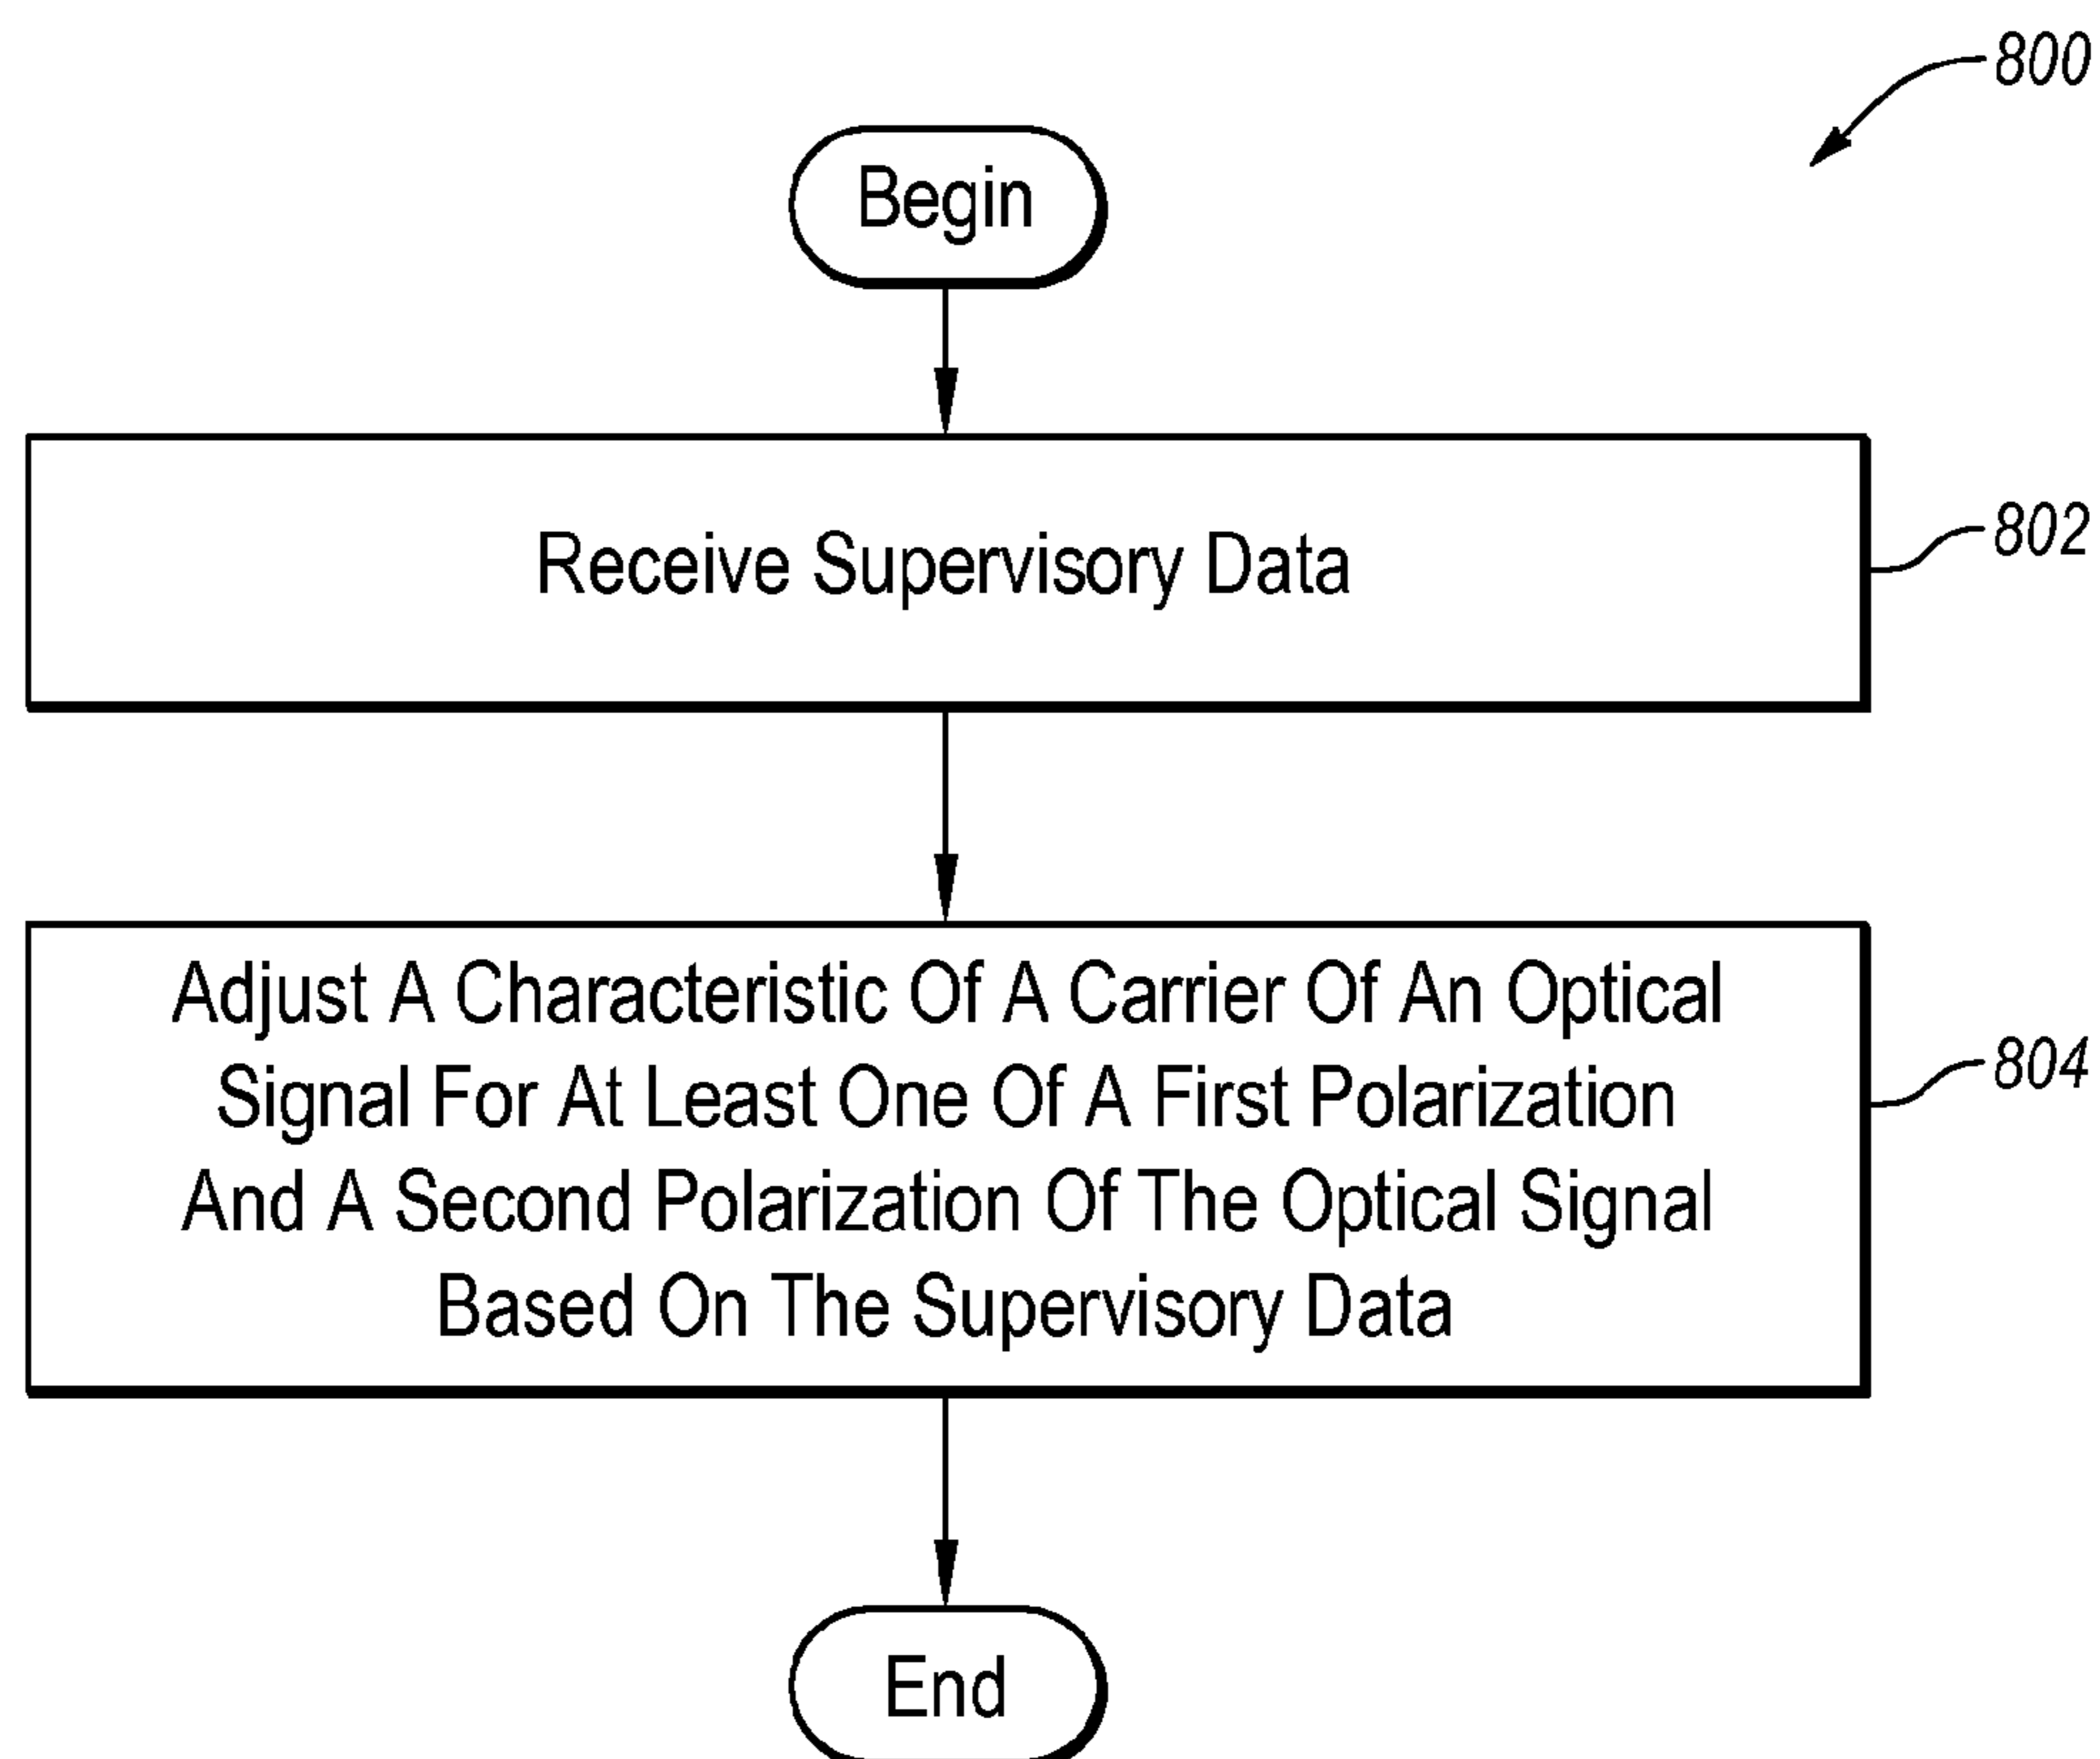 800
Begin
Receive Supervisory Data
802
Adjust A Characteristic Of A Carrier Of An Optical
Signal For At Least One Of A First Polarization
And A Second Polarization Of The Optical Signal
Based On The Supervisory Data
804
End